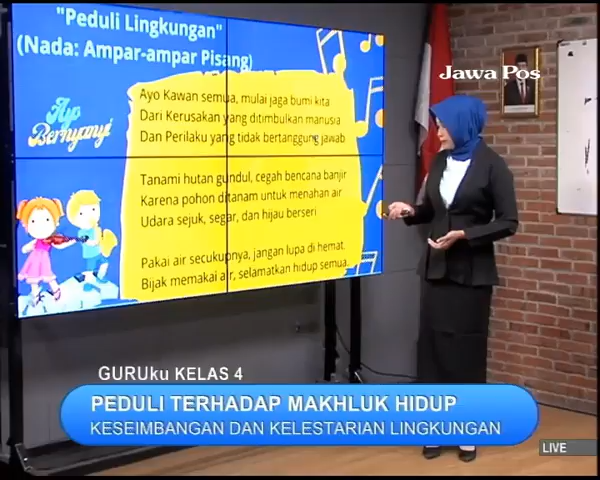 "Peduli Lingkungan"
(Nada: Ampar-ampar Pisang)
Jawa Pos
Ayo
Bernyanyi
Ayo Kawan semua, mulai jaga bumi kita
Dari Kerusakan yang ditimbulkan manusia
Dan Perilaku yang tidak bertanggung jawab
Tanami hutan gundul, cegah bencana banjir
Karena pohon ditanam untuk menahan air
Udara sejuk, segar, dan hijau berseri
Pakai air secukupnya, jangan lupa di hemat.
Bijak memakai air, selamatkan hidup semua.
GURUku KELAS 4
PEDULI TERHADAP MAKHLUK HIDUP
KESEIMBANGAN DAN KELESTARIAN LINGKUNGAN
LIVE